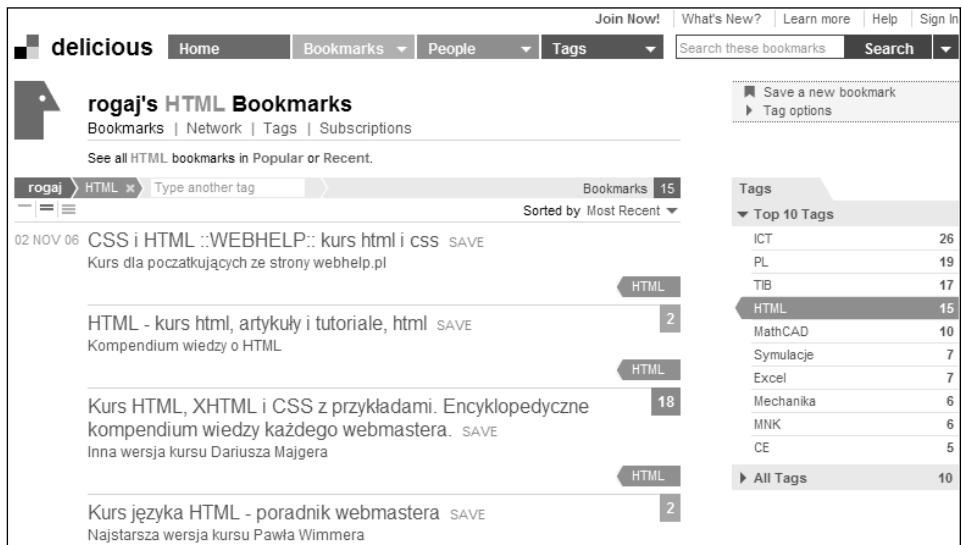 Join Now! What's New? Learn more Help Sign In
delicious Home Bookmarks People Tags Search these bookmarks Search
rogaj's HTML Bookmarks
Bookmarks | Network | Tags | Subscriptions
See all HTML bookmarks in Popular or Recent.
Save a new bookmark
Tag options
rogaj HTML × Type another tag Bookmarks 15
Sorted by Most Recent
02 NOV 06 CSS i HTML ::WEBHELP:: kurs html i css SAVE
Kurs dla poczatkujących ze strony webhelp.pl
HTML
HTML - kurs html, artykuły i tutoriale, html SAVE 2
Kompendium wiedzy o HTML
HTML
Kurs HTML, XHTML i CSS z przykładami. Encyklopedyczne 18
kompendium wiedzy każdego webmastera. SAVE
Inna wersja kursu Dariusza Majgera
HTML
Kurs języka HTML - poradnik webmastera SAVE 2
Najstarsza wersja kursu Pawła Wimmera
Tags
Top 10 Tags
ICT 26
PL 19
TIB 17
HTML 15
MathCAD 10
Symulacje 7
Excel 7
Mechanika 6
MNK 6
CE 5
All Tags 10